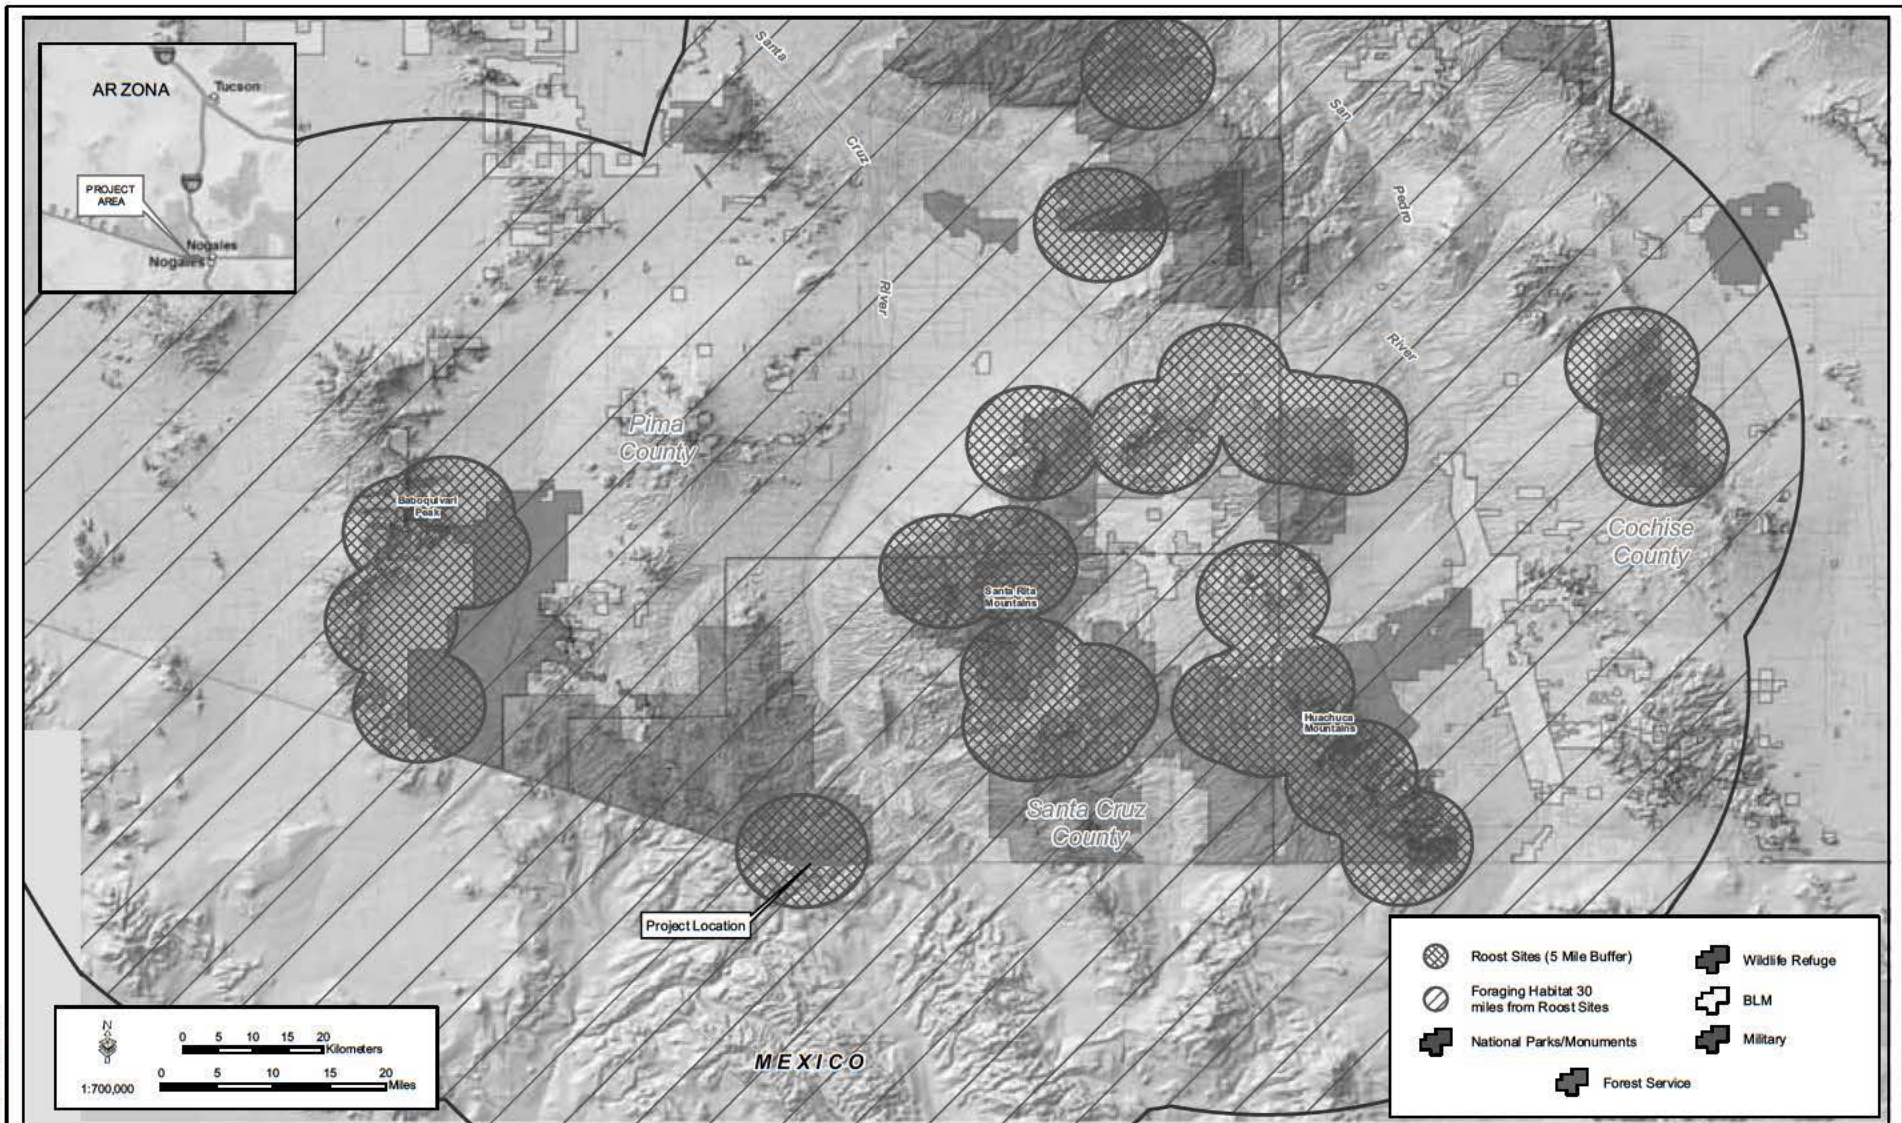 ARIZONA
Tucson
PROJECT
AREA
Nogales
Nogales
Santa
Cruz
River
San
Pedro
River
Pima
County
Baboquivari
Peak
Santa Rita
Mountains
Cochise
County
Huachuca
Mountains
Santa Cruz
County
Project Location
MEXICO
N
1:700,000
0 5 10 15 20
Kilometers
0 5 10 15 20
Miles
Roost Sites (5 Mile Buffer)
Foraging Habitat 30
miles from Roost Sites
National Parks/Monuments
Wildlife Refuge
BLM
Military
Forest Service